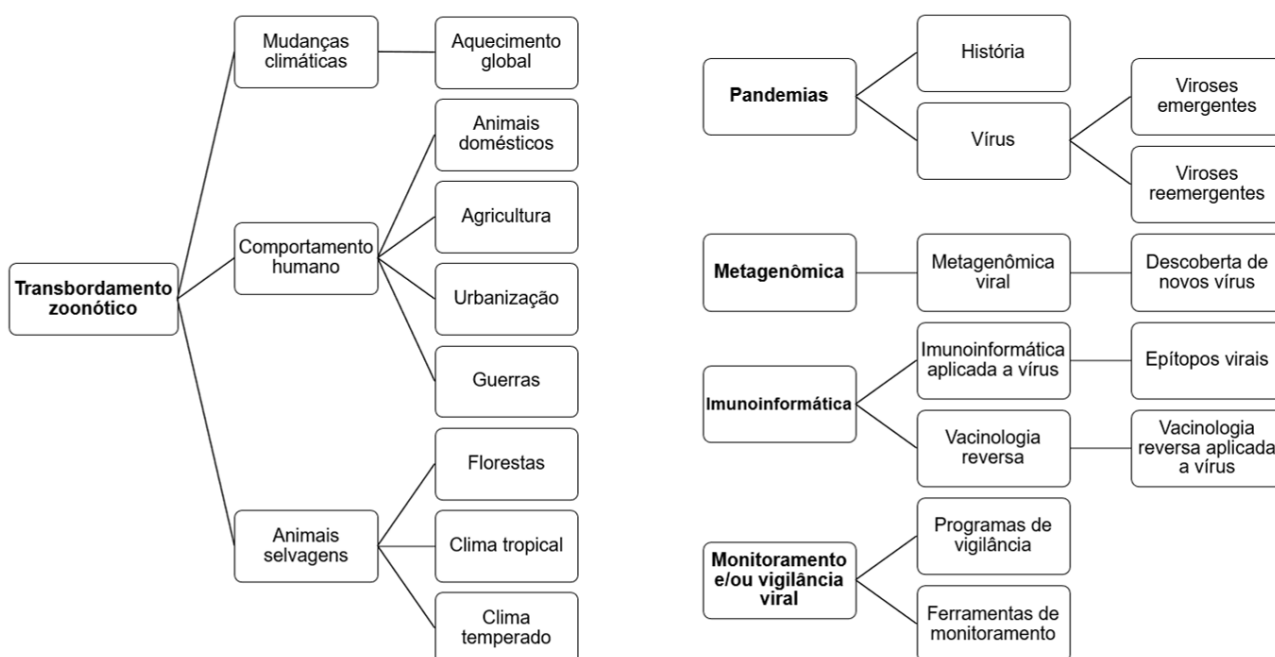 Transbordamento
zoonótico
Mudanças
climáticas
Aquecimento
global
Comportamento
humano
Animais
domésticos
Agricultura
Urbanização
Guerras
Animais
selvagens
Florestas
Clima tropical
Clima
temperado
Pandemias
História
Vírus
Viroses
emergentes
Viroses
reemergentes
Metagenômica
Metagenômica
viral
Descoberta de
novos vírus
Imunoinformática
Imunoinformática
aplicada a vírus
Epítopos virais
Vacinologia
reversa
Vacinologia
reversa aplicada
a vírus
Monitoramento
e/ou vigilância
viral
Programas de
vigilância
Ferramentas de
monitoramento